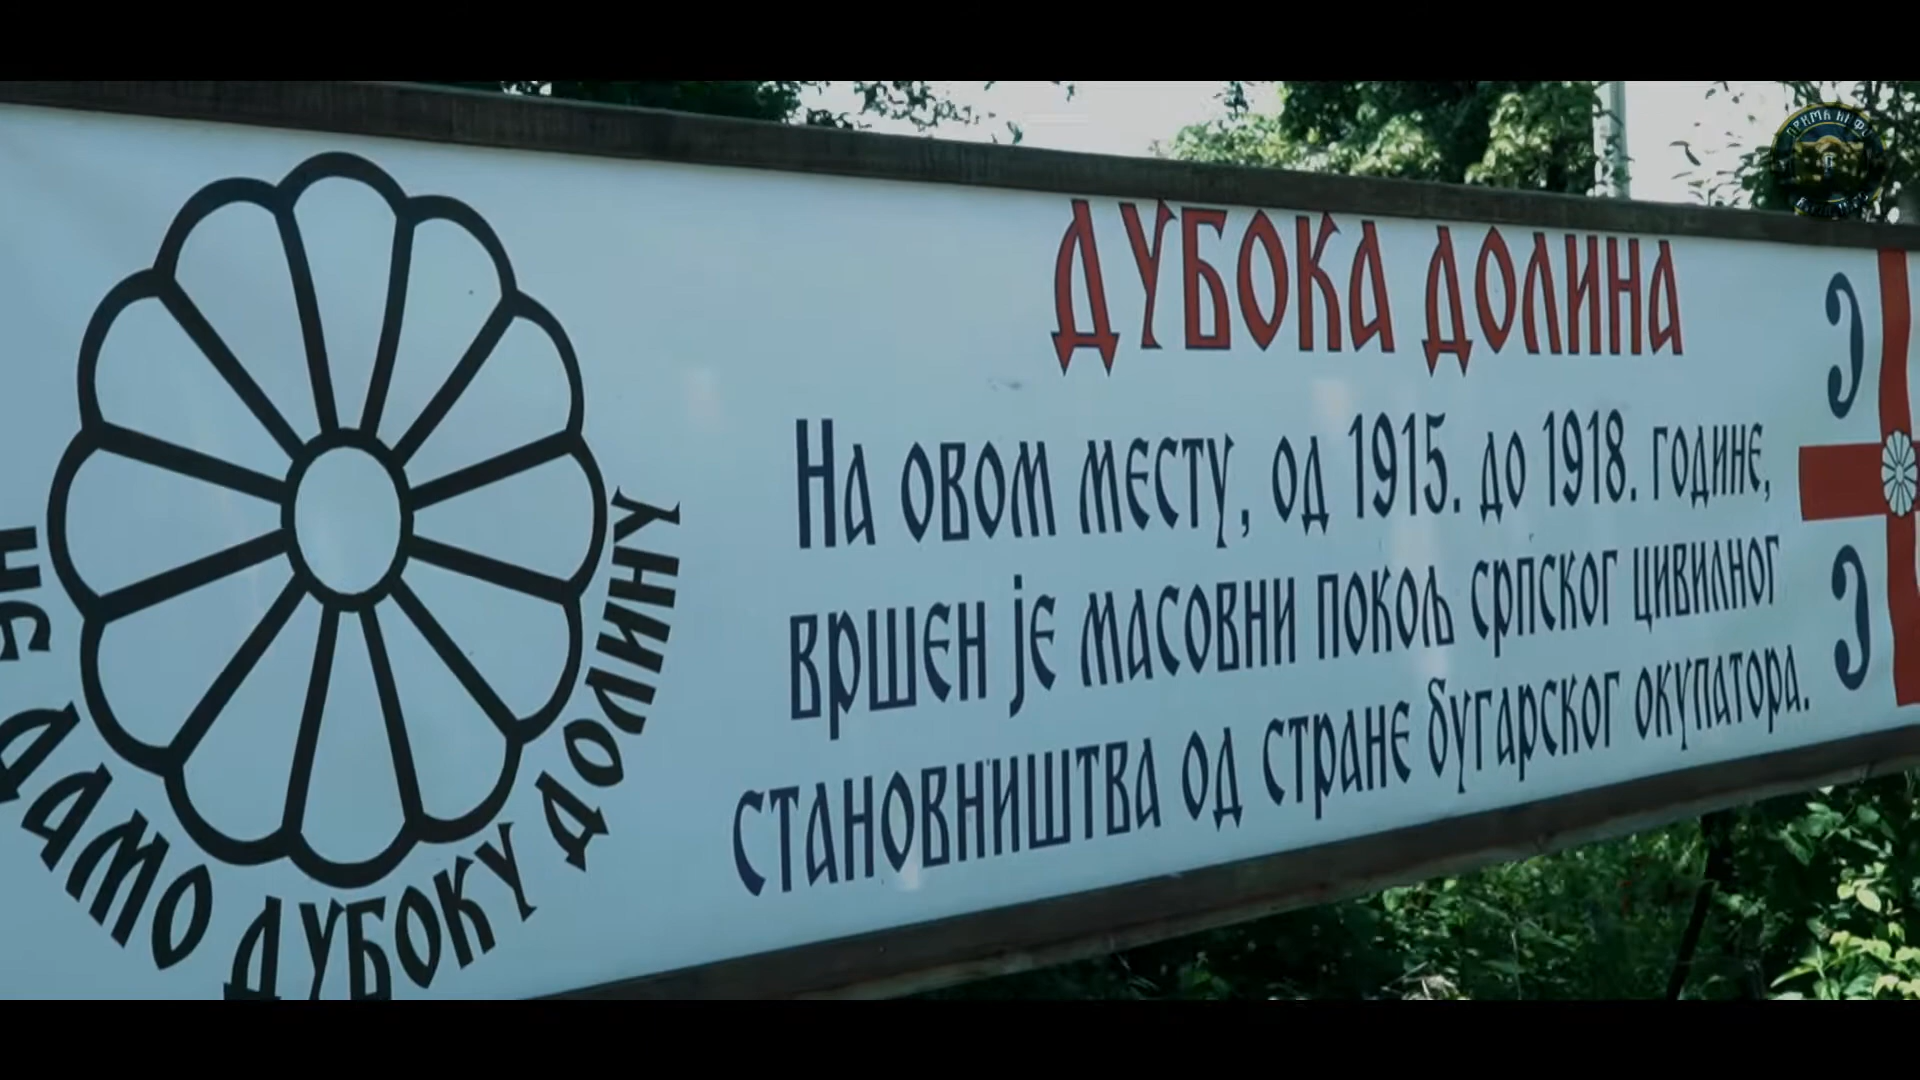 НЕ ДАМО ДУБОКУ ДОЛИНУ
ДУБОКА ДОЛИНА
На овом месту, од 1915. до 1918. године,
вршен је масовни покољ српског цивилног
становништва од стране бугарског окупатора.